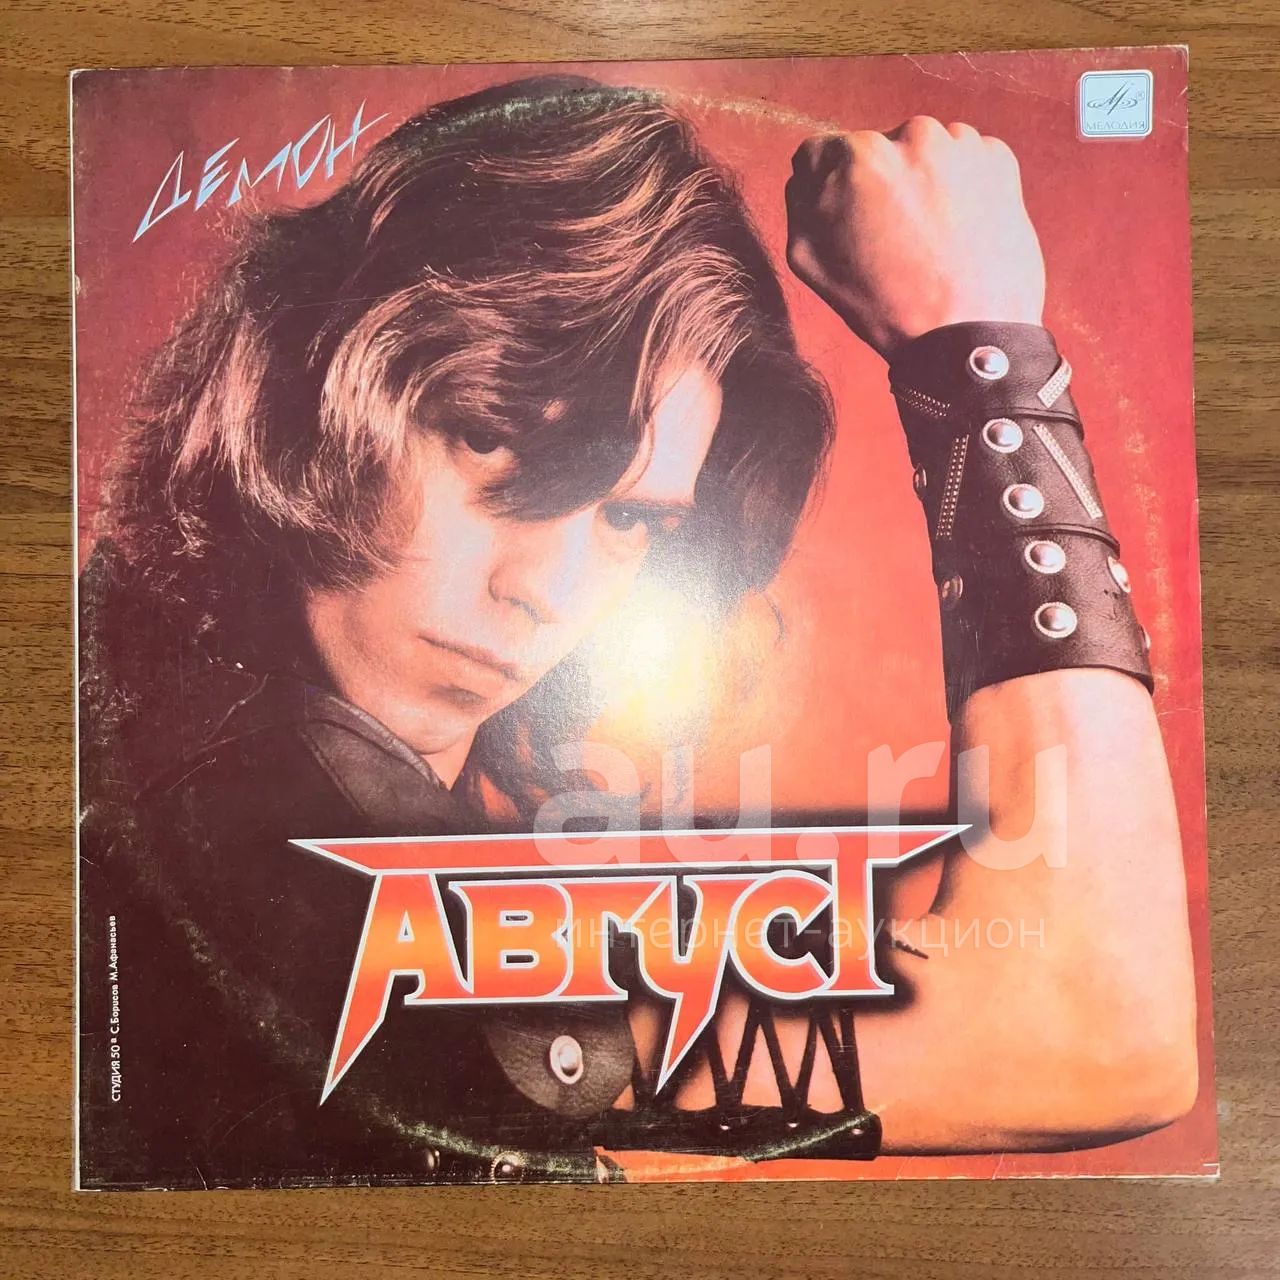 ДЕМОН
МЕЛОДИЯ
au.ru
АВГУСТ
интернет-аукцион
СТУДИЯ 50 а С.Борисов М.Афанасьев